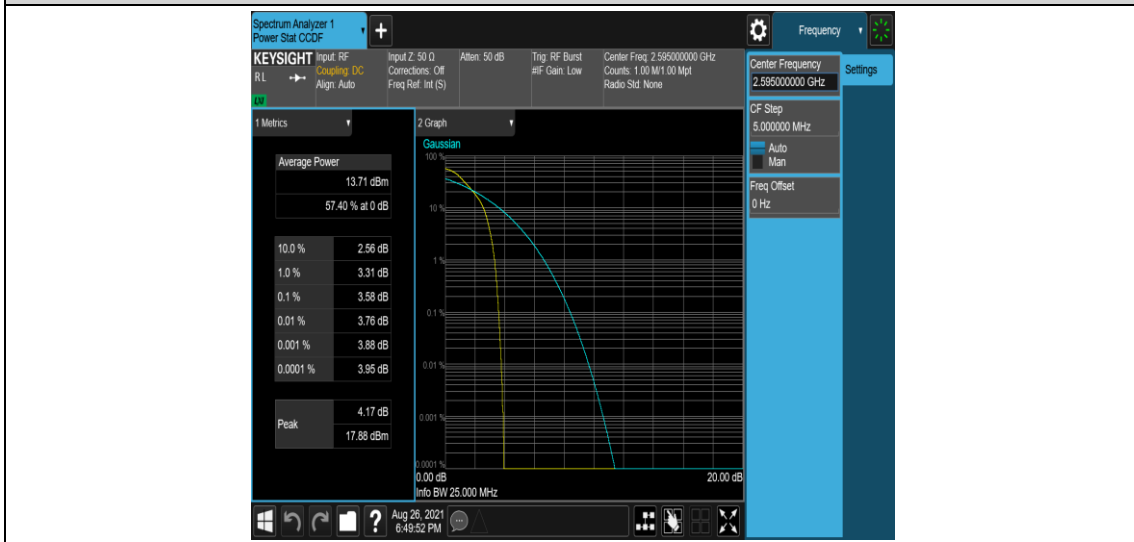 Spectrum Analyzer 1
Power Stat CCDF
+
Frequency
KEYSIGHT
RL
LXI
Input: RF
Coupling: DC
Align: Auto
Input Z: 50 Ω
Corrections: Off
Freq Ref: Int (S)
Atten: 50 dB
Trig: RF Burst
#IF Gain: Low
Center Freq: 2.595000000 GHz
Counts: 1.00 M/1.00 Mpt
Radio Std: None
Center Frequency
2.595000000 GHz
Settings
CF Step
5.000000 MHz
Auto
Man
Freq Offset
0 Hz
1 Metrics
Average Power
13.71 dBm
57.40 % at 0 dB
10.0 % 2.56 dB
1.0 % 3.31 dB
0.1 % 3.58 dB
0.01 % 3.76 dB
0.001 % 3.88 dB
0.0001 % 3.95 dB
Peak
4.17 dB
17.88 dBm
2 Graph
Gaussian
100 %
10 %
1 %
0.1 %
0.01 %
0.001 %
0.0001 %
0.00 dB 20.00 dB
Info BW 25.000 MHz
?
Aug 26, 2021
6:49:52 PM